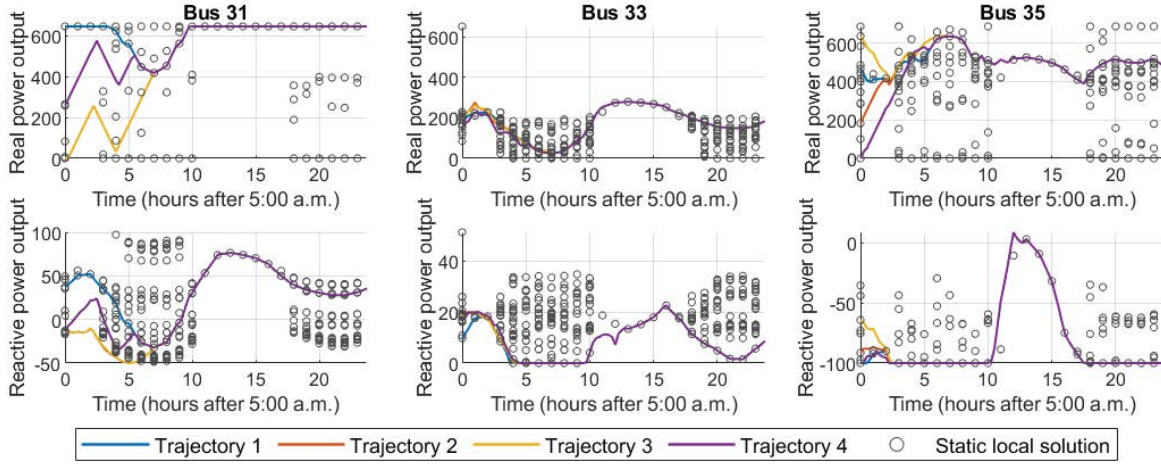 Bus 31
Bus 33
Bus 35
Real power output
600
400
200
0
0 5 10 15 20
Time (hours after 5:00 a.m.)
Real power output
600
400
200
0
0 5 10 15 20
Time (hours after 5:00 a.m.)
Real power output
600
400
200
0
0 5 10 15 20
Time (hours after 5:00 a.m.)
Reactive power output
100
50
0
-50
0 5 10 15 20
Time (hours after 5:00 a.m.)
Reactive power output
40
20
0
0 5 10 15 20
Time (hours after 5:00 a.m.)
Reactive power output
0
-50
-100
0 5 10 15 20
Time (hours after 5:00 a.m.)
Trajectory 1 Trajectory 2 Trajectory 3 Trajectory 4 Static local solution